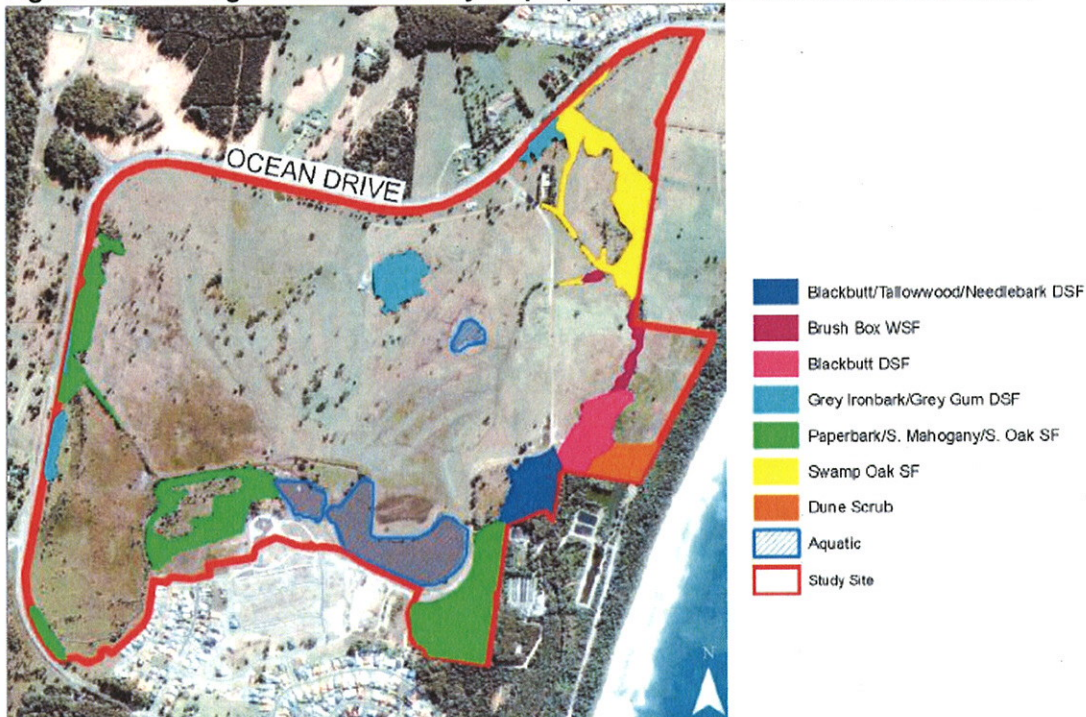 OCEAN DRIVE
Blackbutt/Tallowwood/Needlebark DSF
Brush Box WSF
Blackbutt DSF
Grey Ironbark/Grey Gum DSF
Paperbark/S. Mahogany/S. Oak SF
Swamp Oak SF
Dune Scrub
Aquatic
Study Site
N